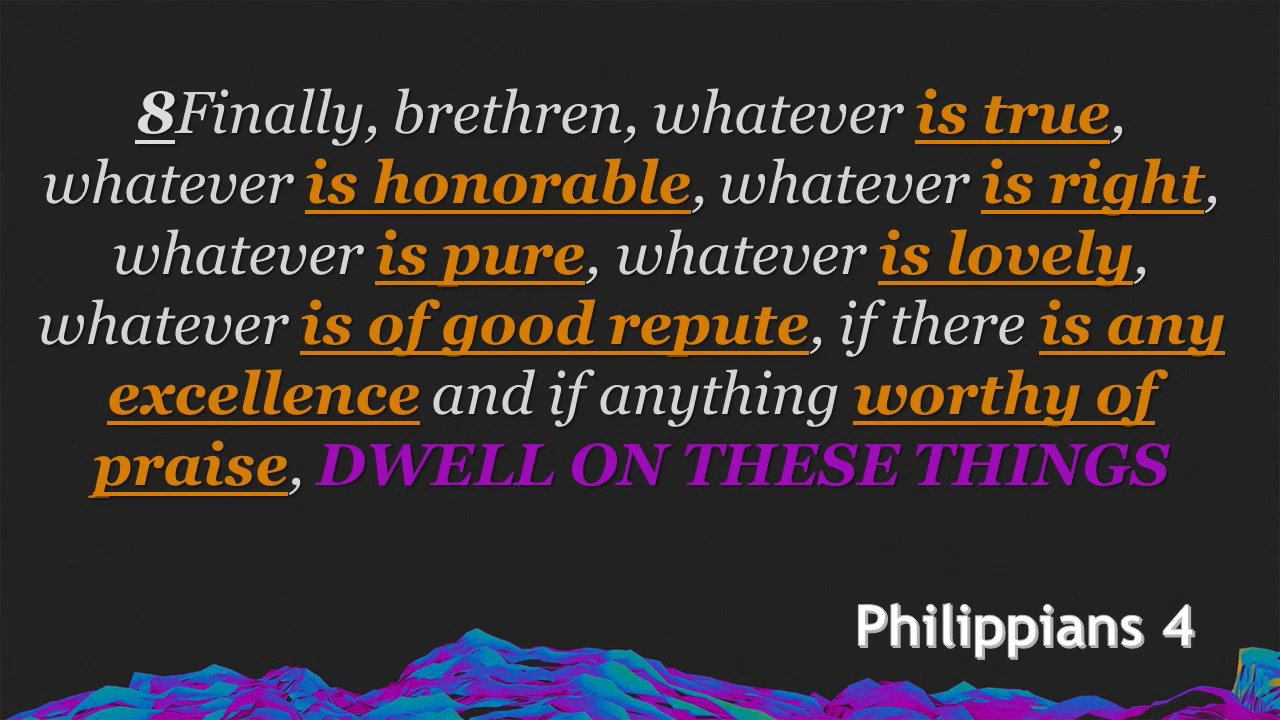 8Finally, brethren, whatever is true,
whatever is honorable, whatever is right,
whatever is pure, whatever is lovely,
whatever is of good repute, if there is any
excellence and if anything worthy of
praise, DWELL ON THESE THINGS
Philippians 4